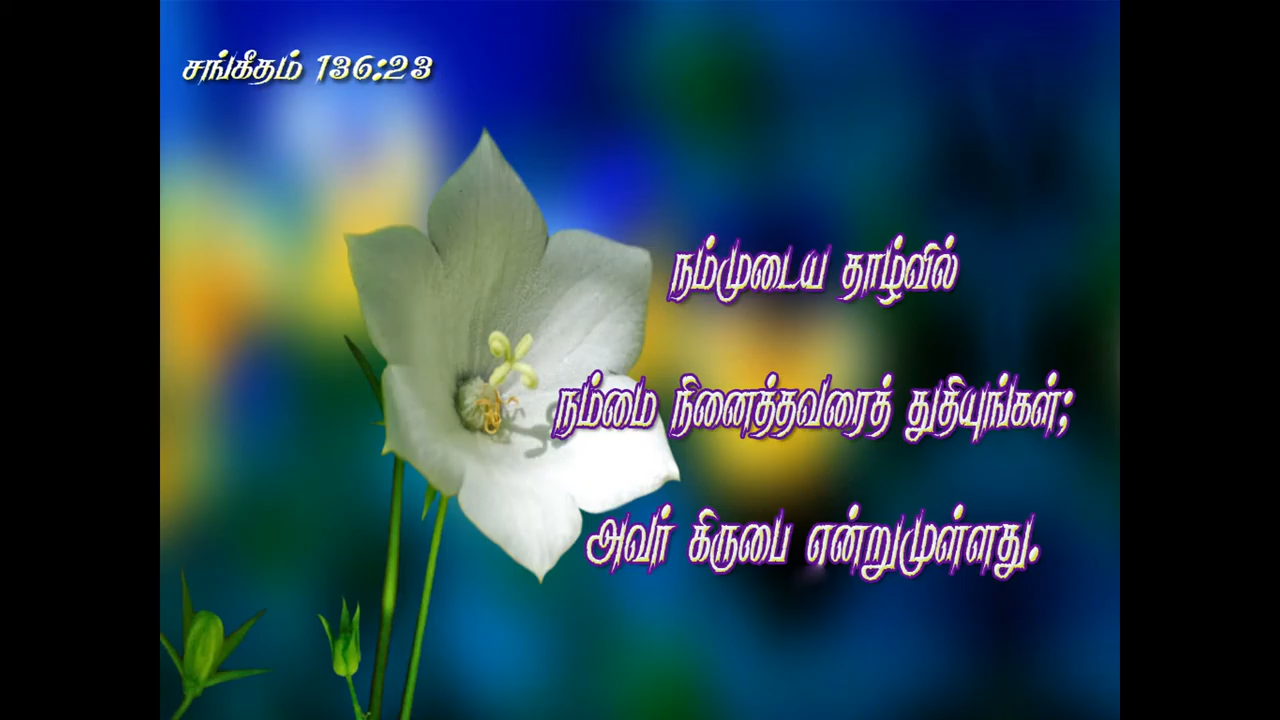 சங்கீதம் 136:23
நம்முடைய தாழ்வில்
நம்மை நினைத்தவரைத் துதியுங்கள்;
அவர் கிருபை என்றுமுள்ளது.